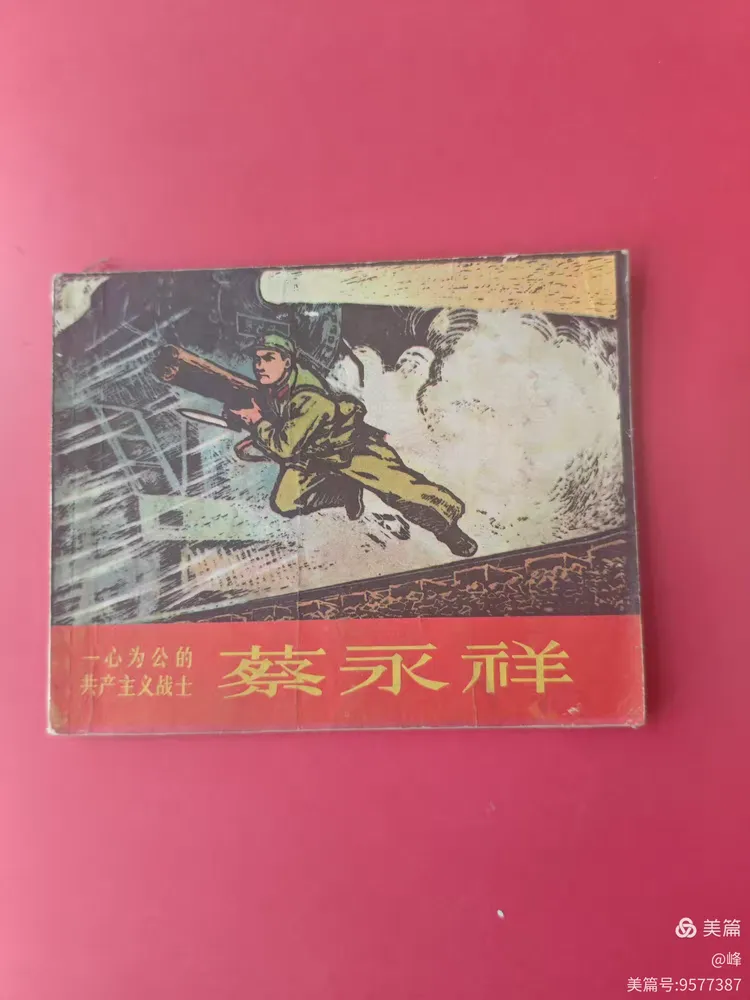 一心为公的
共产主义战士
蔡永祥
美篇
@峰
美篇号:9577387